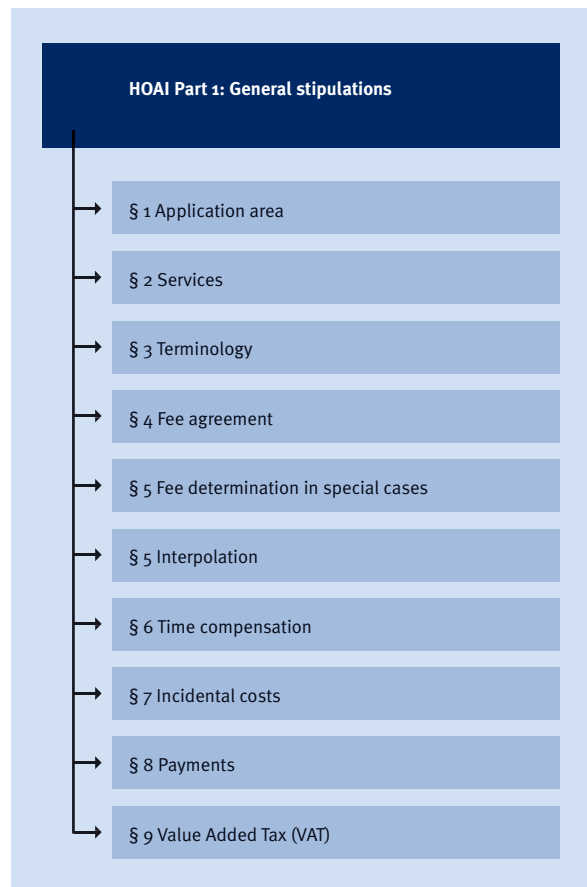 HOAI Part 1: General stipulations
§ 1 Application area
§ 2 Services
§ 3 Terminology
§ 4 Fee agreement
§ 5 Fee determination in special cases
§ 5 Interpolation
§ 6 Time compensation
§ 7 Incidental costs
§ 8 Payments
§ 9 Value Added Tax (VAT)